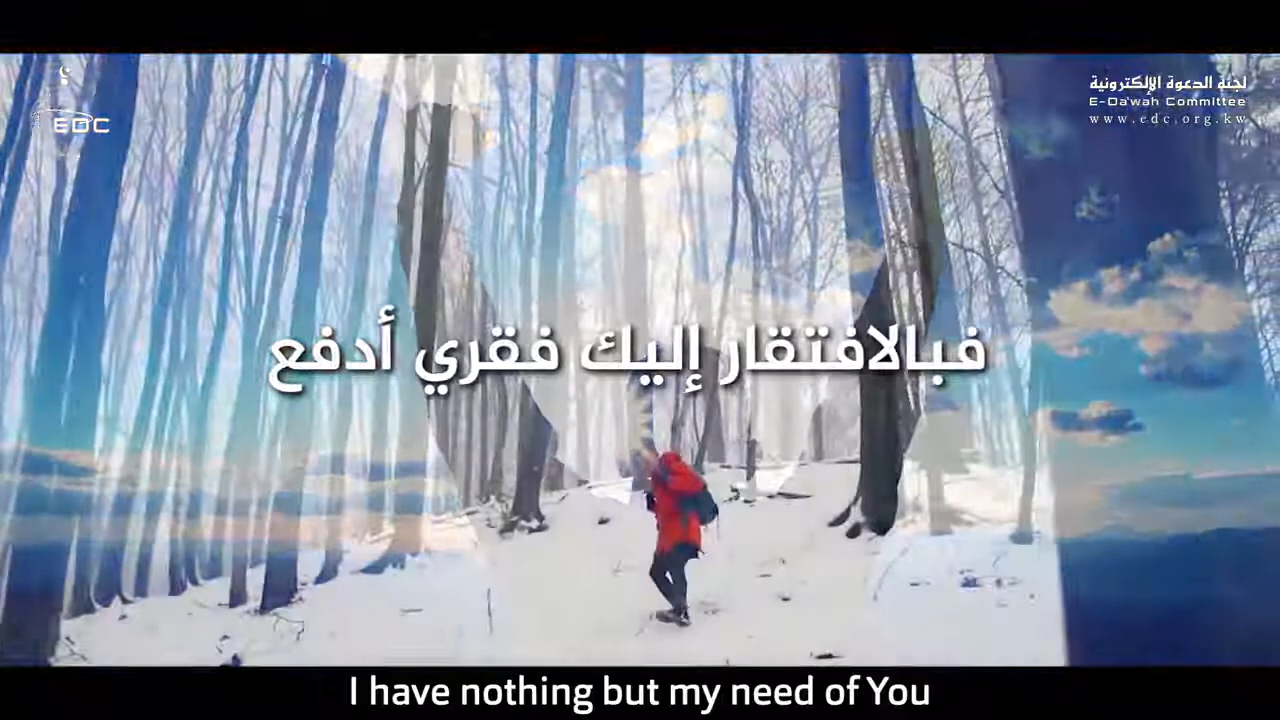 EDC
لجنة الدعوة الإلكترونية
E-Da'wah Committee
www.edc.org.kw
فبالافتقار إليك فقري أدفع
I have nothing but my need of You